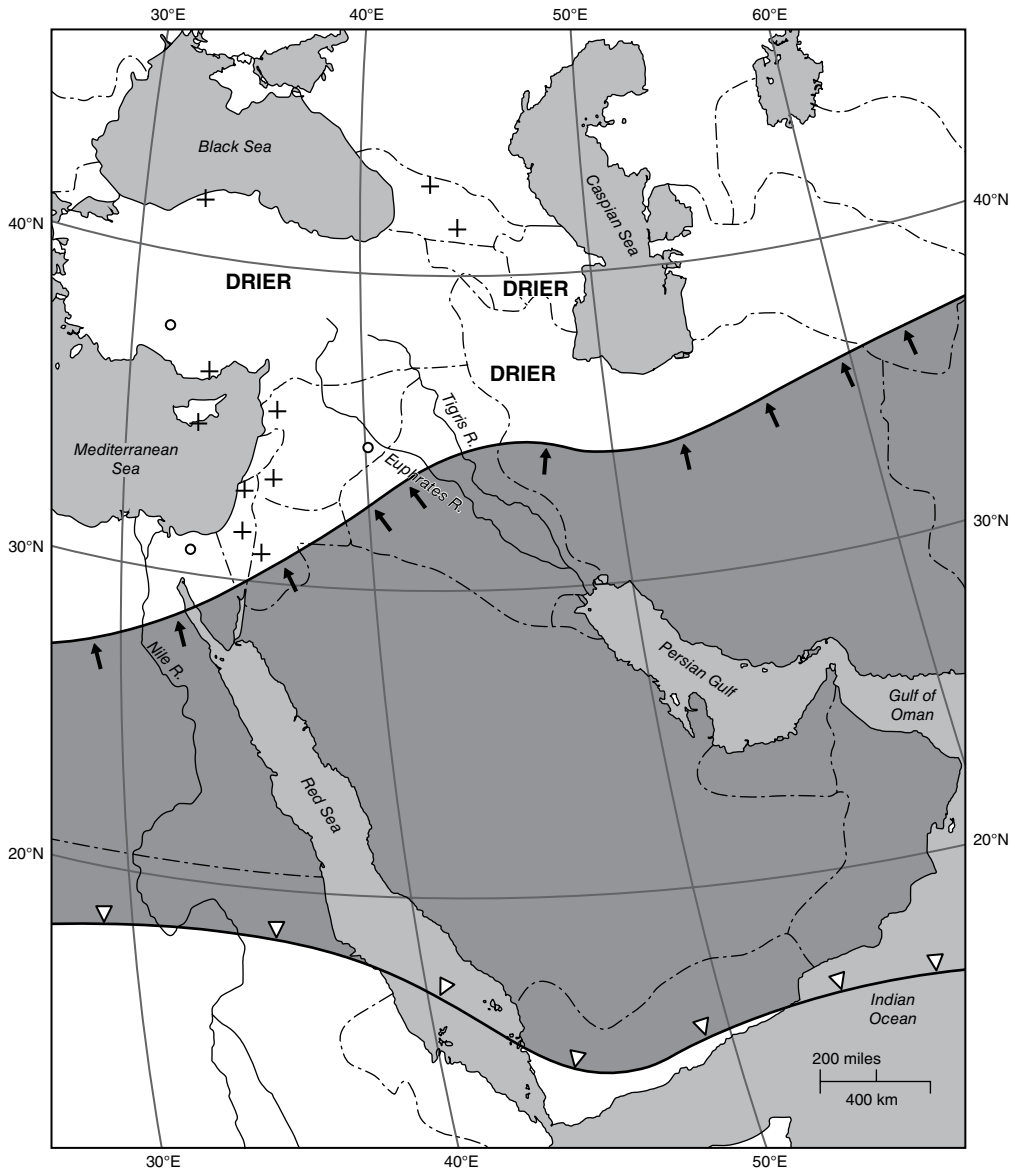 30°E
40°E
50°E
60°E
Black Sea
Caspian Sea
40°N
40°N
DRIER
DRIER
DRIER
Tigris R.
Mediterranean
Sea
Euphrates R.
30°N
30°N
Nile R.
Persian Gulf
Gulf of
Oman
Red Sea
20°N
20°N
Indian
Ocean
200 miles
400 km
30°E
40°E
50°E